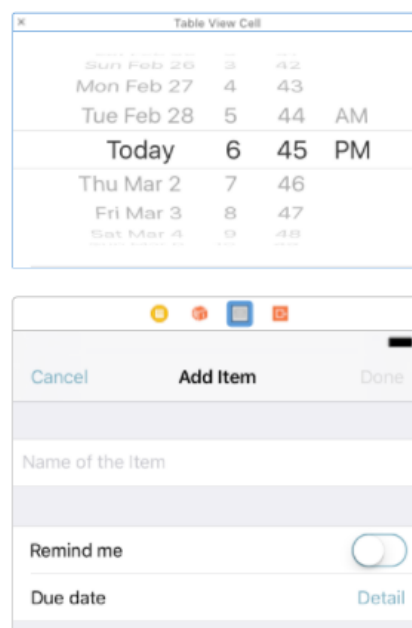 × Table View Cell
Sun Feb 26 3 42
Mon Feb 27 4 43
Tue Feb 28 5 44 AM
Today 6 45 PM
Thu Mar 2 7 46
Fri Mar 3 8 47
Sat Mar 4 9 48
Cancel Add Item Done
Name of the Item
Remind me
Due date Detail